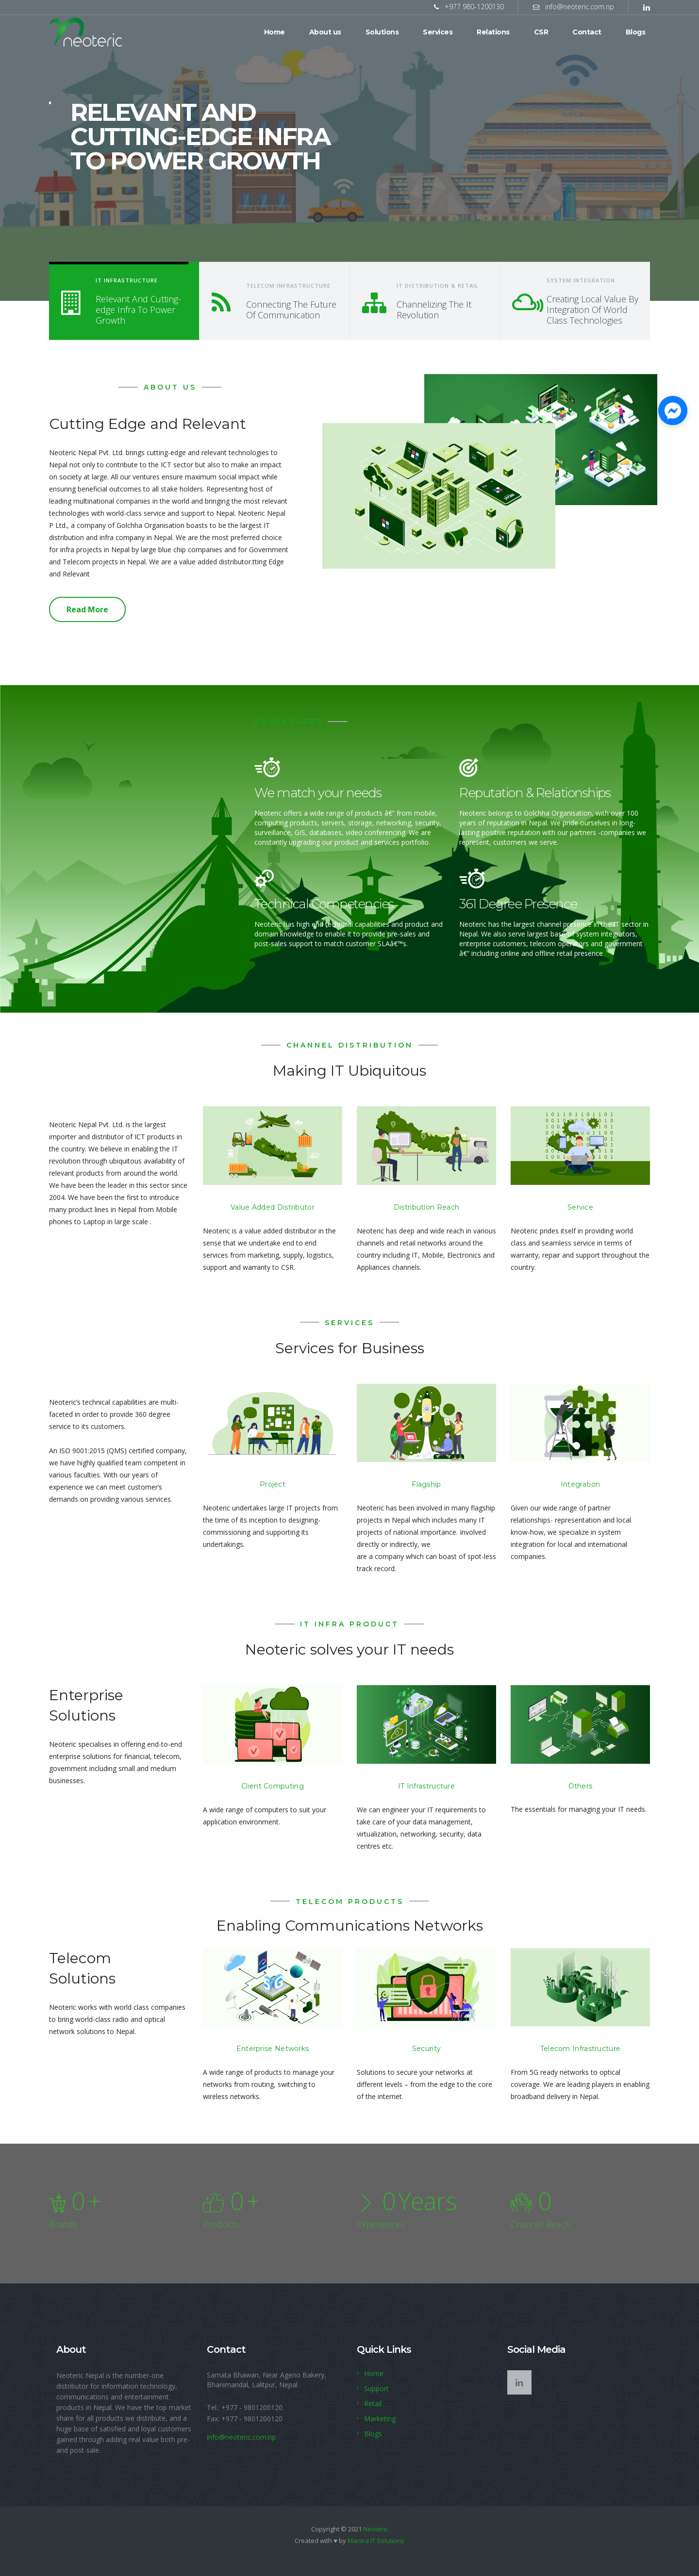 +977 980-1200130
info@neoteric.com.np
in
neoteric
Home
About us
Solutions
Services
Relations
CSR
Contact
Blogs
RELEVANT AND
CUTTING-EDGE INFRA
TO POWER GROWTH
IT INFRASTRUCTURE
Relevant And Cutting-
edge Infra To Power
Growth
TELECOM INFRASTRUCTURE
Connecting The Future
Of Communication
IT DISTRIBUTION & RETAIL
Channelizing The It
Revolution
SYSTEM INTEGRATION
Creating Local Value By
Integration Of World
Class Technologies
ABOUT US
Cutting Edge and Relevant
Neoteric Nepal Pvt. Ltd. brings cutting-edge and relevant technologies to
Nepal not only to contribute to the ICT sector but also to make an impact
on society at large. All our ventures ensure maximum social impact while
ensuring beneficial outcomes to all stake holders. Representing host of
leading multinational companies in the world and bringing the most relevant
technologies with world-class service and support to Nepal. Neoteric Nepal
P Ltd., a company of Golchha Organisation boasts to be the largest IT
distribution and infra company in Nepal. We are the most preferred choice
for infra projects in Nepal by large blue chip companies and for Government
and Telecom projects in Nepal. We are a value added distributor.tting Edge
and Relevant
Read More
ADVANTAGES
We match your needs
Neoteric offers a wide range of products â€“ from mobile,
computing products, servers, storage, networking, security,
surveillance, GIS, databases, video conferencing. We are
constantly upgrading our product and services portfolio.
Reputation & Relationships
Neoteric belongs to Golchha Organisation, with over 100
years of reputation in Nepal. We pride ourselves in long-
lasting positive reputation with our partners -companies we
represent, customers we serve.
Technical Competencies
Neoteric has high end technical capabilities and product and
domain knowledge to enable it to provide pre-sales and
post-sales support to match customer SLAâ€™s.
361 Degree Presence
Neoteric has the largest channel presence in the IT sector in
Nepal. We also serve largest base of system integrators,
enterprise customers, telecom operators and government
â€“ including online and offline retail presence
CHANNEL DISTRIBUTION
Making IT Ubiquitous
Neoteric Nepal Pvt. Ltd. is the largest
importer and distributor of ICT products in
the country. We believe in enabling the IT
revolution through ubiquitous availability of
relevant products from around the world.
We have been the leader in this sector since
2004. We have been the first to introduce
many product lines in Nepal from Mobile
phones to Laptop in large scale .
Value Added Distributor
Neoteric is a value added distributor in the
sense that we undertake end to end
services from marketing, supply, logistics,
support and warranty to CSR.
Distribution Reach
Neoteric has deep and wide reach in various
channels and retail networks around the
country including IT, Mobile, Electronics and
Appliances channels.
Service
Neoteric prides itself in providing world
class and seamless service in terms of
warranty, repair and support throughout the
country.
SERVICES
Services for Business
Neoteric's technical capabilities are multi-
faceted in order to provide 360 degree
service to its customers.
An ISO 9001:2015 (QMS) certified company,
we have highly qualified team competent in
various faculties. With our years of
experience we can meet customer's
demands on providing various services.
Project
Neoteric undertakes large IT projects from
the time of its inception to designing-
commissioning and supporting its
undertakings.
Flagship
Neoteric has been involved in many flagship
projects in Nepal which includes many IT
projects of national importance. Involved
directly or indirectly, we
are a company which can boast of spot-less
track record.
Integration
Given our wide range of partner
relationships- representation and local
know-how, we specialize in system
integration for local and international
companies.
IT INFRA PRODUCT
Neoteric solves your IT needs
Enterprise
Solutions
Neoteric specialises in offering end-to-end
enterprise solutions for financial, telecom,
government including small and medium
businesses.
Client Computing
A wide range of computers to suit your
application environment.
IT Infrastructure
We can engineer your IT requirements to
take care of your data management,
virtualization, networking, security, data
centres etc.
Others
The essentials for managing your IT needs.
TELECOM PRODUCTS
Enabling Communications Networks
Telecom
Solutions
Neoteric works with world class companies
to bring world-class radio and optical
network solutions to Nepal.
Enterprise Networks
A wide range of products to manage your
networks from routing, switching to
wireless networks.
Security
Solutions to secure your networks at
different levels – from the edge to the core
of the internet.
Telecom Infrastructure
From 5G ready networks to optical
coverage. We are leading players in enabling
broadband delivery in Nepal.
0+
Brands
0+
Products
0Years
Experiences
0
Channel Reach
About
Neoteric Nepal is the number-one
distributor for information technology,
communications and entertainment
products in Nepal. We have the top market
share for all products we distribute, and a
huge base of satisfied and loyal customers
gained through adding real value both pre-
and post-sale.
Contact
Samata Bhawan, Near Ageno Bakery,
Bhanimandal, Lalitpur, Nepal
Tel.: +977 - 9801200120
Fax: +977 - 9801200120
info@neoteric.com.np
Quick Links
Home
Support
Retail
Marketing
Blogs
Social Media
in
Copyright © 2021 Neoteric.
Created with ♥ by Mantra IT Solutions